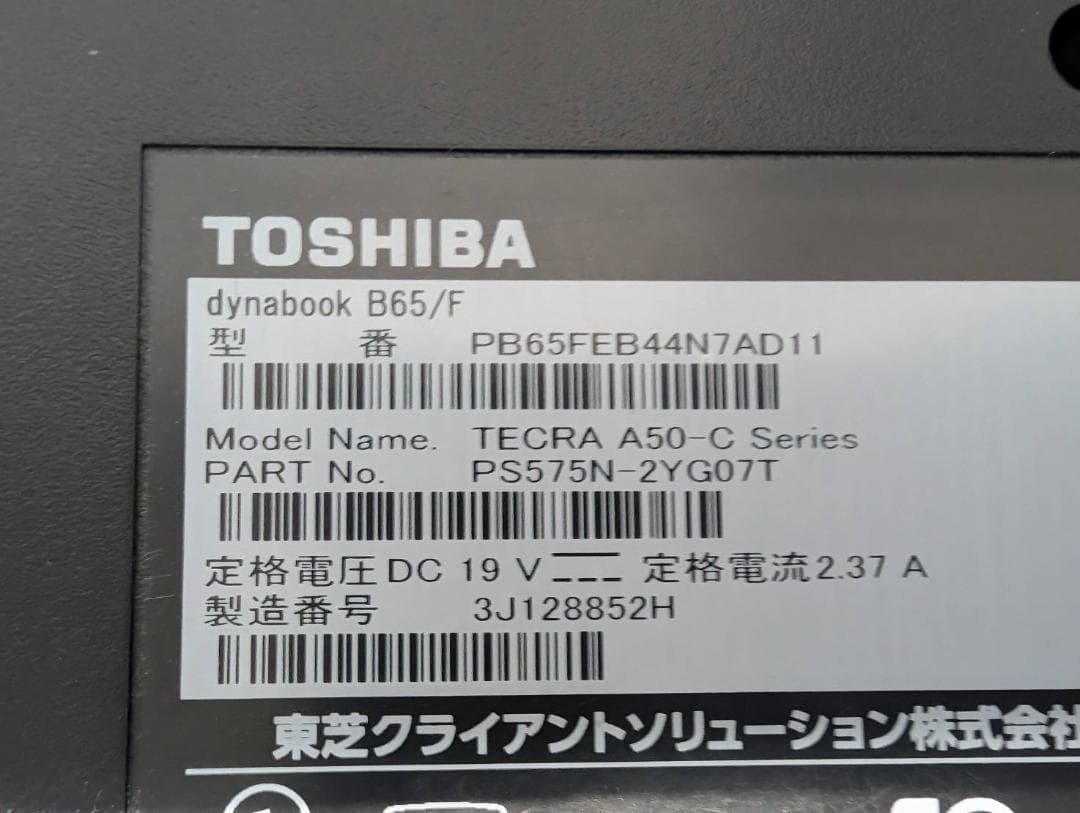 TOSHIBA
dynabook B65/F
型 番 PB65FEB44N7AD11
Model Name. TECRA A50-C Series
PART No. PS575N-2YG07T
定格電圧DC 19 V 定格電流2.37 A
製造番号 3J128852H
東芝クライアントソリューション株式会社